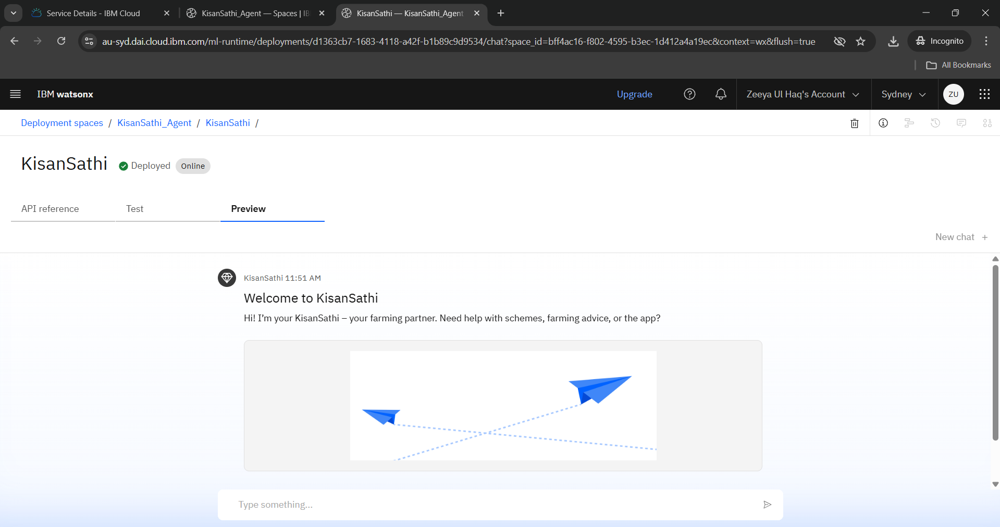 Service Details - IBM Cloud
KisanSathi_Agent — Spaces | IB
KisanSathi — KisanSathi_Agent
au-syd.dai.cloud.ibm.com/ml-runtime/deployments/d1363cb7-1683-4118-a42f-b1b89c9d9534/chat?space_id=bff4ac16-f802-4595-b3ec-1d412a4a19ec&context=wx&flush=true
Incognito
All Bookmarks
IBM watsonx
Upgrade
Zeeya Ul Haq's Account
Sydney
ZU
Deployment spaces / KisanSathi_Agent / KisanSathi /
KisanSathi
Deployed
Online
API reference
Test
Preview
New chat +
KisanSathi 11:51 AM
Welcome to KisanSathi
Hi! I’m your KisanSathi – your farming partner. Need help with schemes, farming advice, or the app?
Type something...